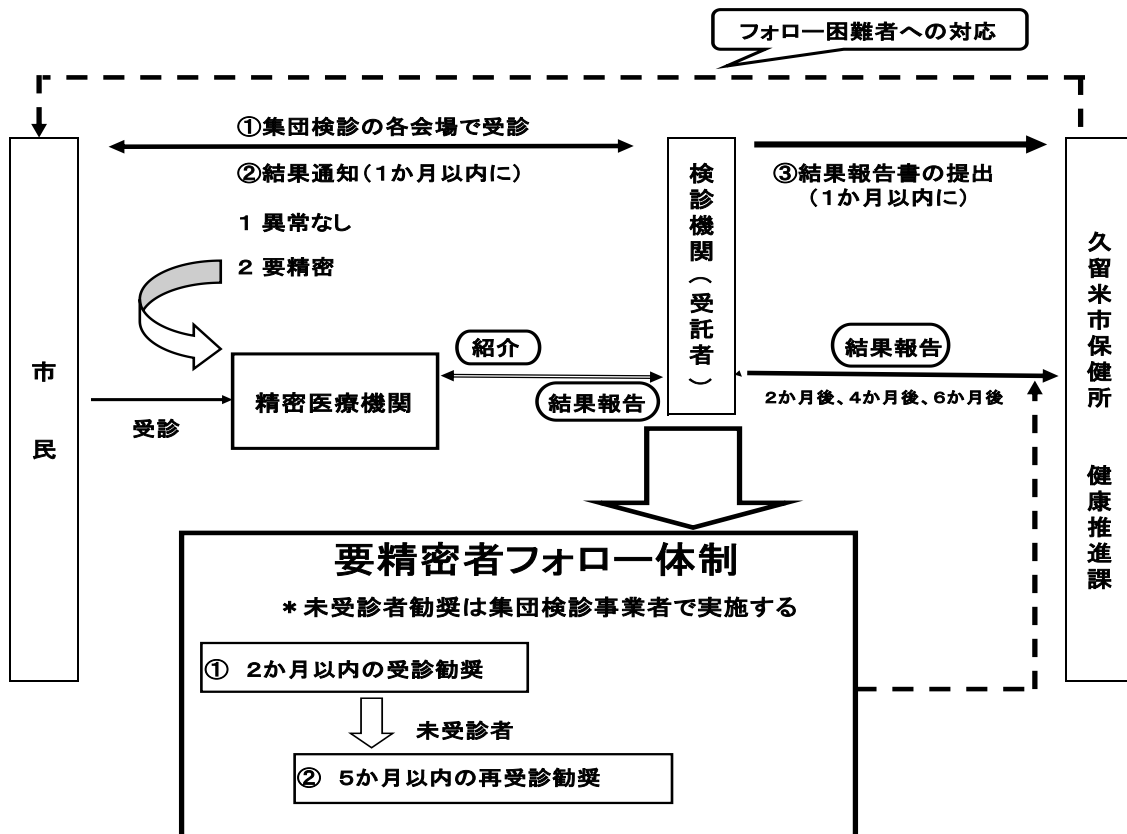 フォロー困難者への対応
①集団検診の各会場で受診
②結果通知(1か月以内に)
1 異常なし
2 要精密
③結果報告書の提出
(1か月以内に)
検診機関(受託者)
久留米市保健所 健康推進課
市民
紹介
結果報告
精密医療機関
受診
結果報告
2か月後、4か月後、6か月後
要精密者フォロー体制
*未受診者勧奨は集団検診事業者で実施する
① 2か月以内の受診勧奨
未受診者
② 5か月以内の再受診勧奨